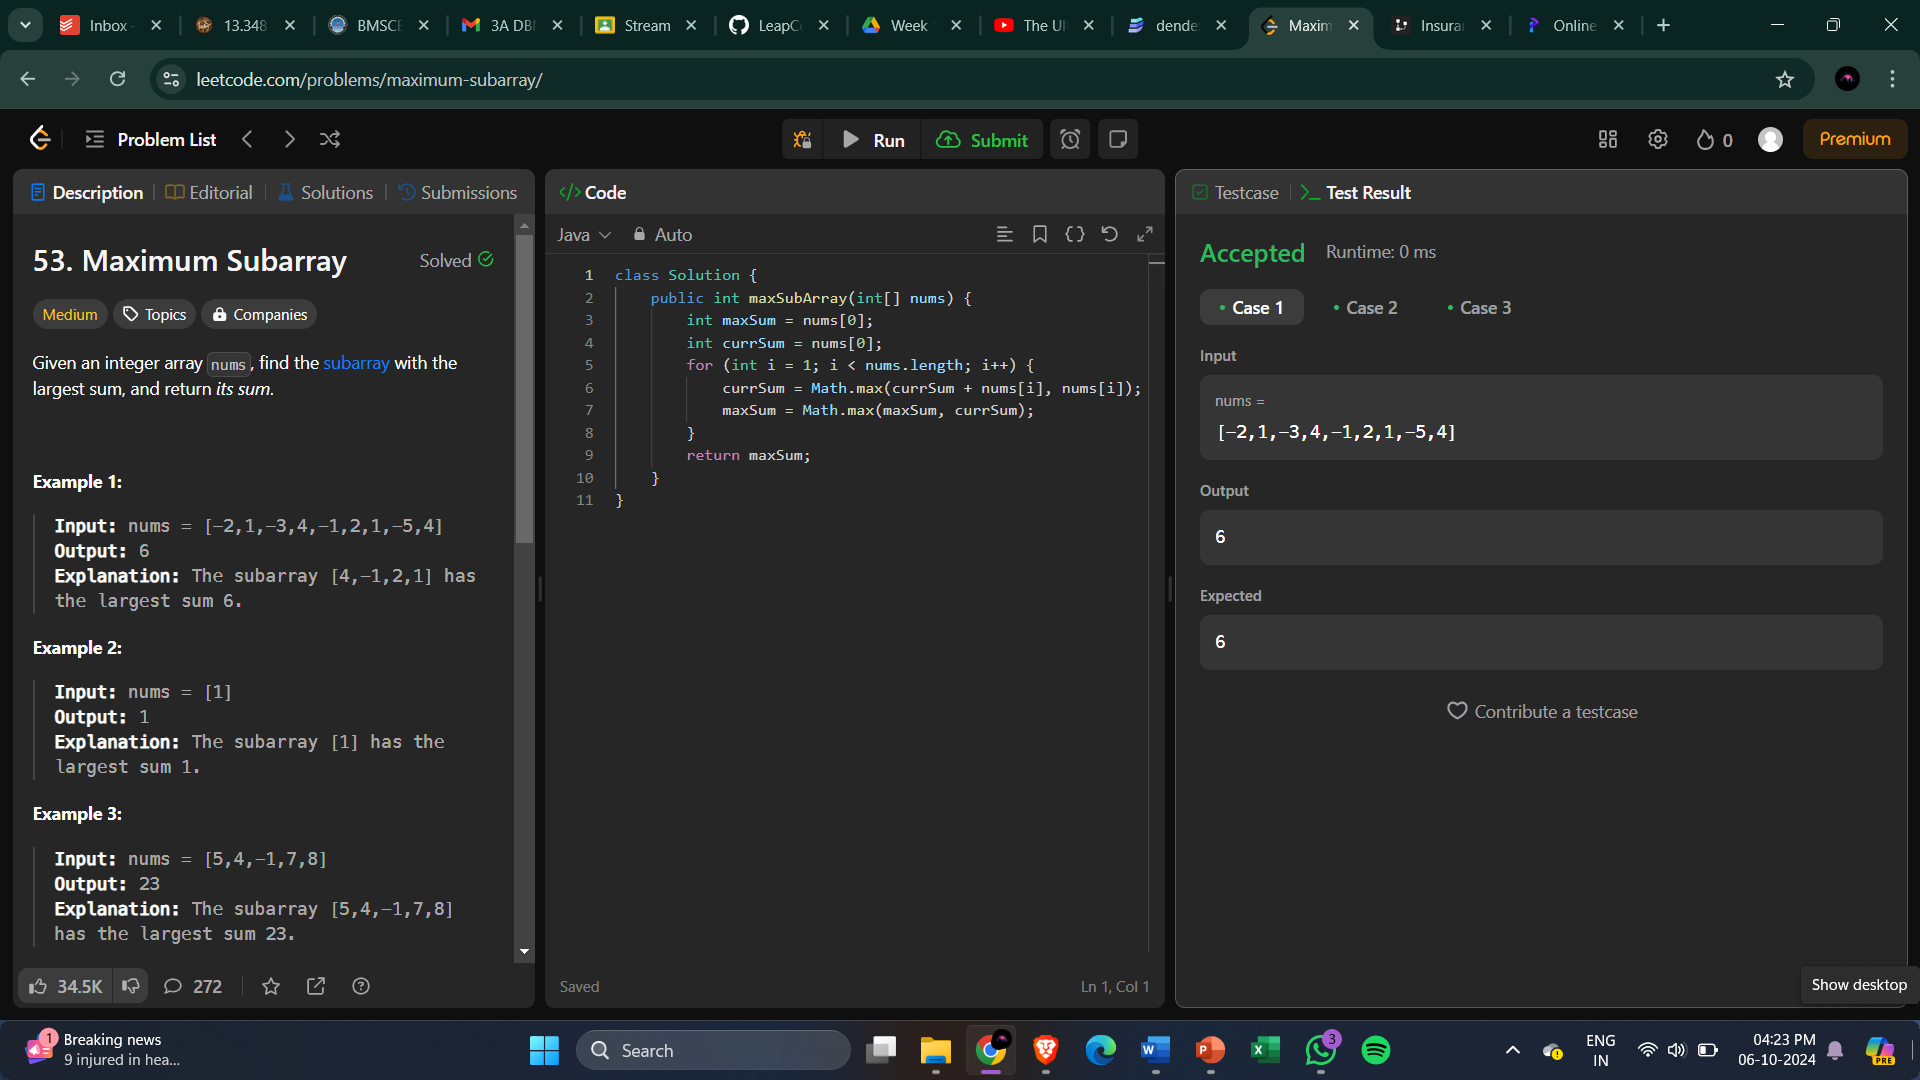 Inbox
13.348
BMSCE
3A DBM
Stream
LeapCo
Week
The Ul
dende
Maxim
Insura
Online
leetcode.com/problems/maximum-subarray/
Problem List
Run
Submit
0
Premium
Description
Editorial
Solutions
Submissions
53. Maximum Subarray
Solved
Medium
Topics
Companies
Given an integer array nums, find the subarray with the
largest sum, and return its sum.
Example 1:
Input: nums = [-2,1,-3,4,-1,2,1,-5,4]
Output: 6
Explanation: The subarray [4,-1,2,1] has
the largest sum 6.
Example 2:
Input: nums = [1]
Output: 1
Explanation: The subarray [1] has the
largest sum 1.
Example 3:
Input: nums = [5,4,-1,7,8]
Output: 23
Explanation: The subarray [5,4,-1,7,8]
has the largest sum 23.
34.5K
272
</> Code
Java
Auto
1 class Solution {
2 public int maxSubArray(int[] nums) {
3 int maxSum = nums[0];
4 int currSum = nums[0];
5 for (int i = 1; i < nums.length; i++) {
6 currSum = Math.max(currSum + nums[i], nums[i]);
7 maxSum = Math.max(maxSum, currSum);
8 }
9 return maxSum;
10 }
11 }
Saved
Ln 1, Col 1
Testcase
Test Result
Accepted
Runtime: 0 ms
Case 1
Case 2
Case 3
Input
nums =
[-2,1,-3,4,-1,2,1,-5,4]
Output
6
Expected
6
Contribute a testcase
Show desktop
1
Breaking news
9 injured in hea...
Search
W
P
X
3
ENG
IN
04:23 PM
06-10-2024
PRE